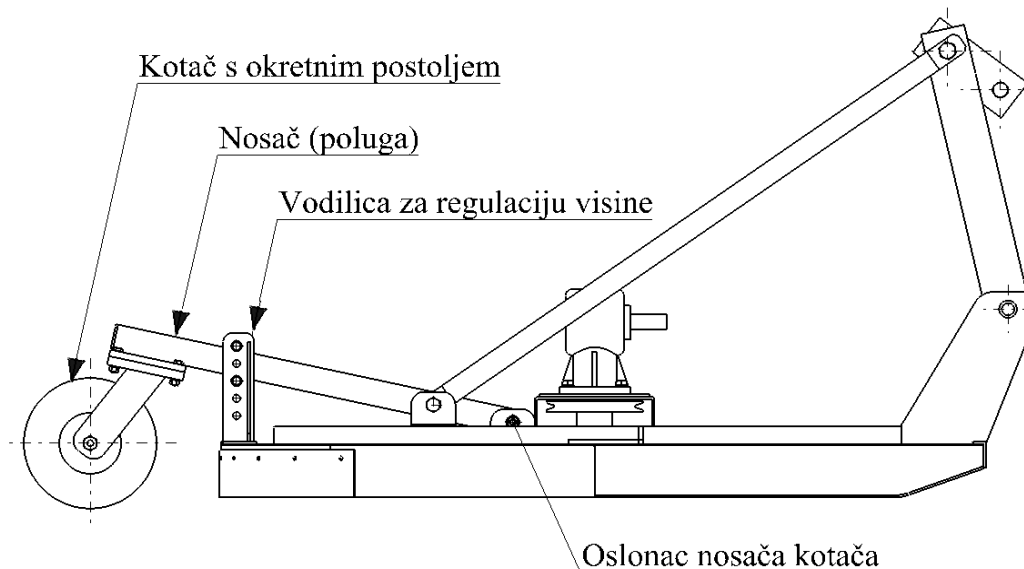 Kotač s okretnim postoljem
Nosač (poluga)
Vodilica za regulaciju visine
Oslonac nosača kotača